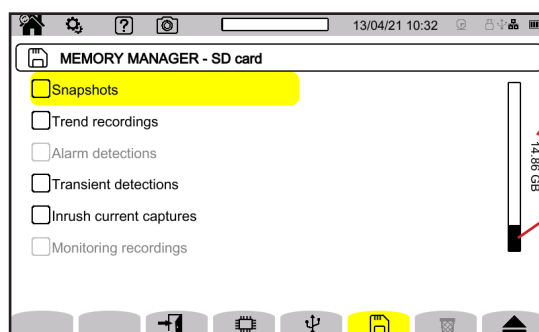 13/04/21 10:32
MEMORY MANAGER - SD card
Snapshots
Trend recordings
Alarm detections
Transient detections
Inrush current captures
Monitoring recordings
14.86 GB